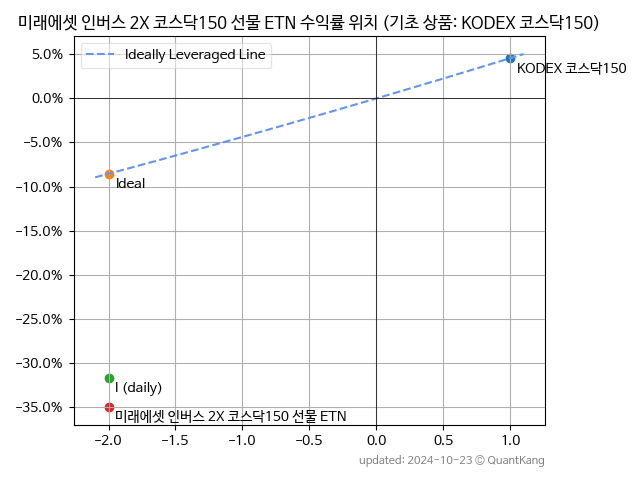 미래에셋 인버스 2X 코스닥150 선물 ETN 수익률 위치 (기초 상품: KODEX 코스닥150)
5.0%
Ideally Leveraged Line
KODEX 코스닥150
0.0%
−5.0%
−10.0%
Ideal
−15.0%
−20.0%
−25.0%
−30.0%
I (daily)
−35.0%
미래에셋 인버스 2X 코스닥150 선물 ETN
−2.0 −1.5 −1.0 −0.5 0.0 0.5 1.0
updated: 2024-10-23 © QuantKang